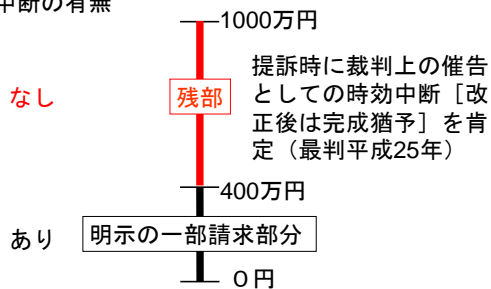 中断の有無
1000万円
提訴時に裁判上の催告
なし
残部
としての時効中断［改
正後は完成猶予］を肯
定（最判平成25年）
400万円
あり
明示の一部請求部分
０円